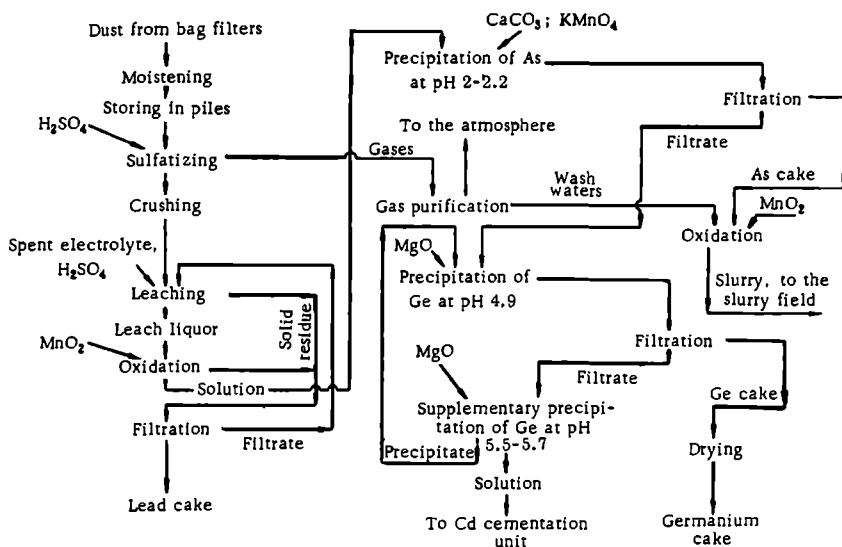 CaCO₃; KMnO₄
Dust from bag filters
Precipitation of As
at pH 2-2.2
Moistening
Storing in piles
Filtration
H₂SO₄
To the atmosphere
Filtrate
Sulfatizing
Gases
As cake
Wash
waters
MnO₂
Crushing
Gas purification
Oxidation
Spent electrolyte,
H₂SO₄
MgO
Precipitation of
Ge at pH 4.9
Slurry, to the
slurry field
Leaching
Leach liquor
Solid
residue
MnO₂
Oxidation
MgO
Filtration
Solution
Filtrate
Ge cake
Supplementary precipi-
tation of Ge at pH
5.5-5.7
Filtration
Filtrate
Precipitate
Drying
Solution
Lead cake
To Cd cementation
unit
Germanium
cake